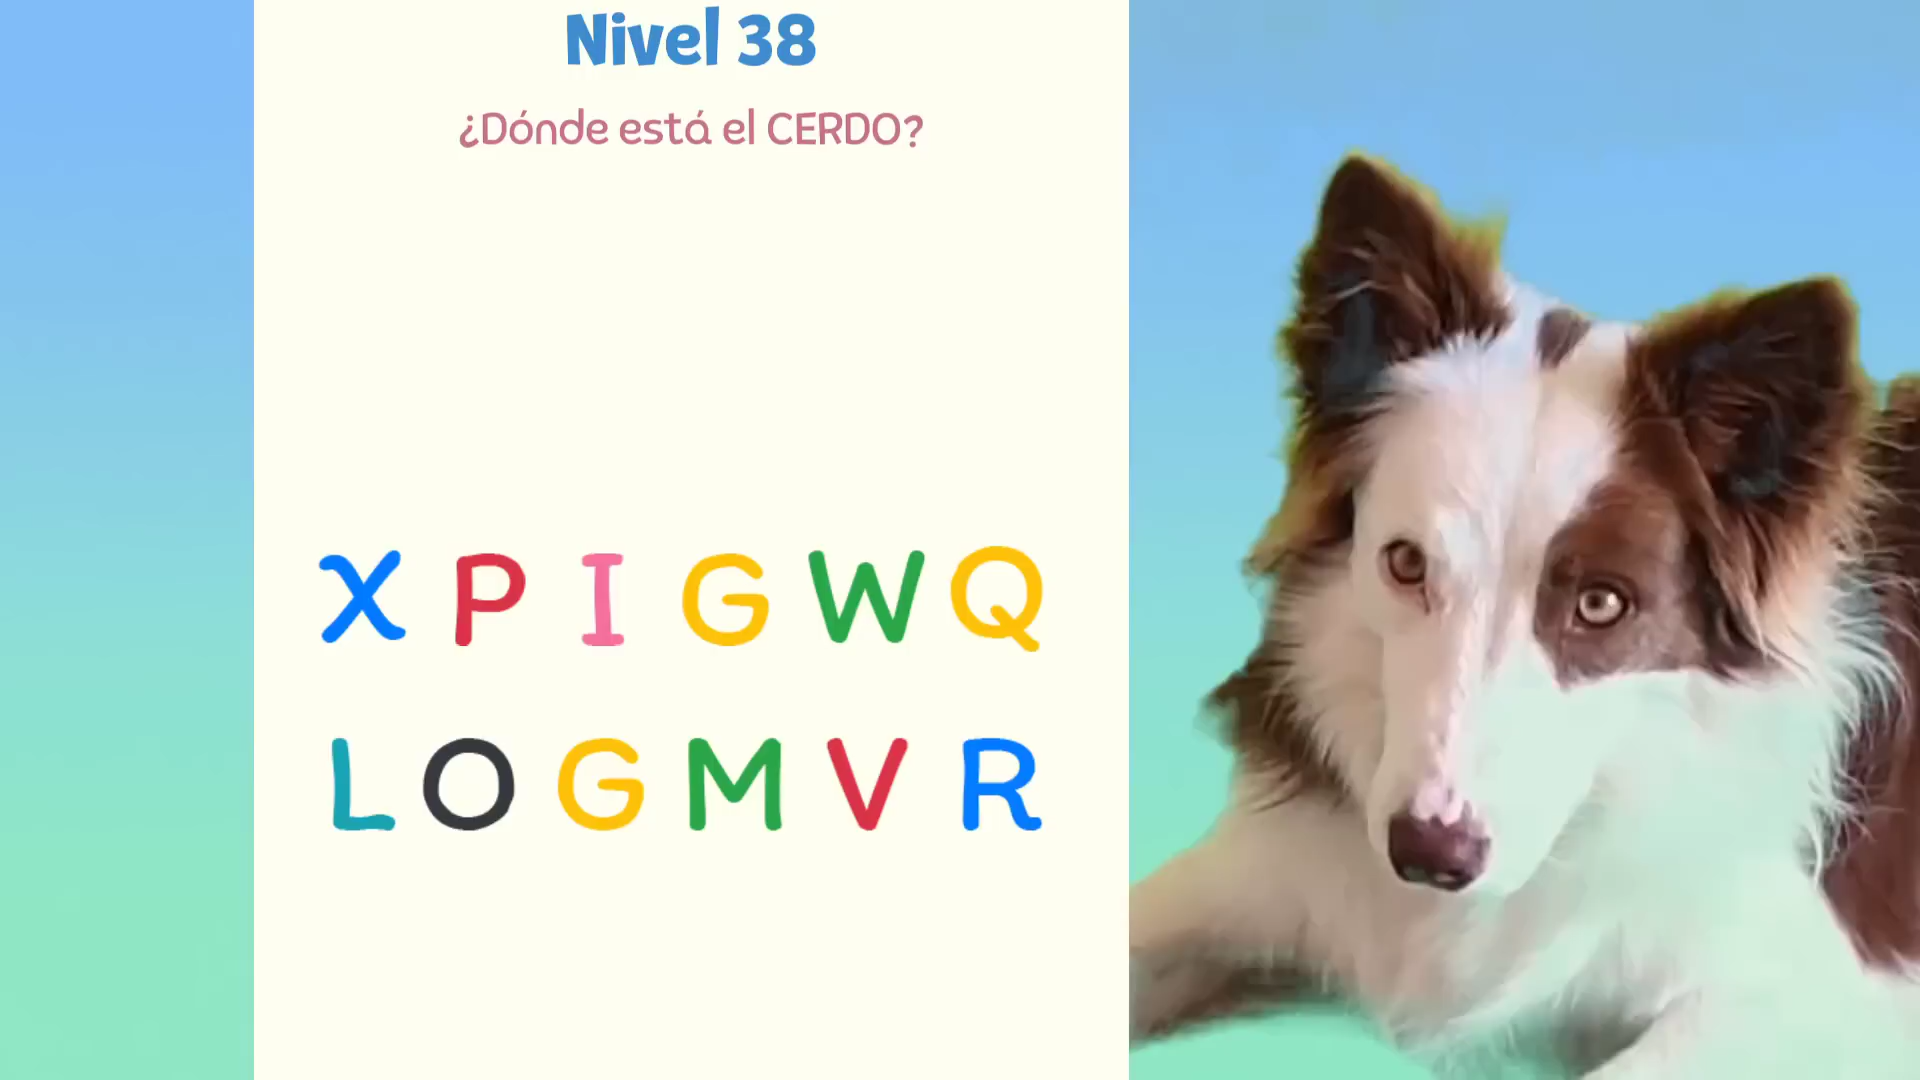 Nivel 38
¿Dónde está el CERDO?
X P I G W Q
L O G M V R